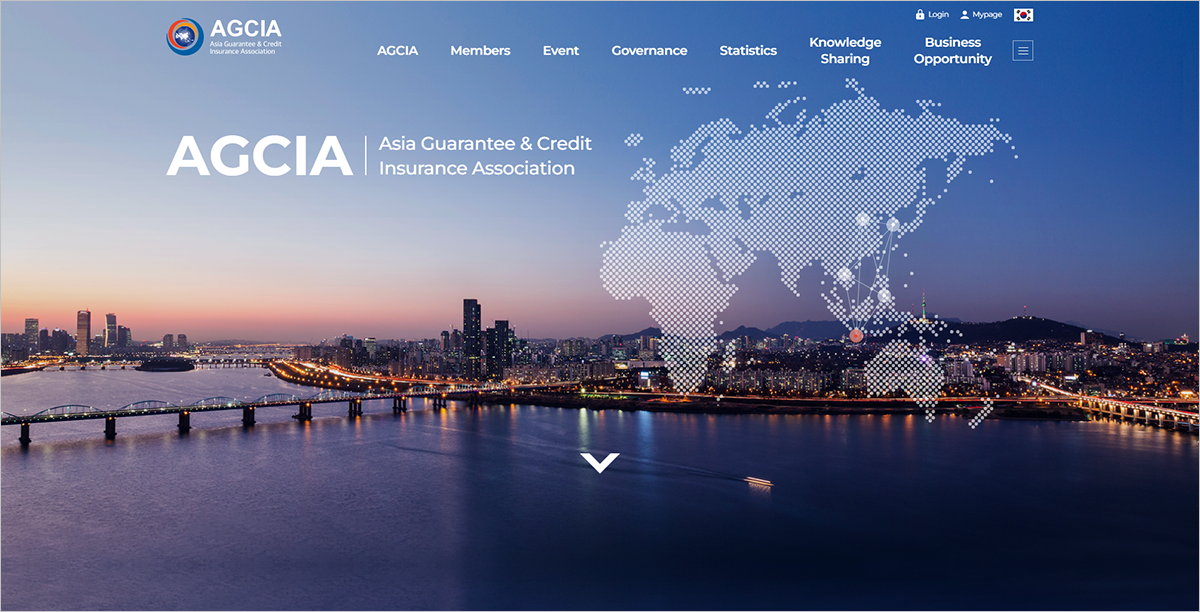 Login
Mypage
AGCIA
Asia Guarantee & Credit
Insurance Association
AGCIA
Members
Event
Governance
Statistics
Knowledge
Sharing
Business
Opportunity
AGCIA
Asia Guarantee & Credit
Insurance Association